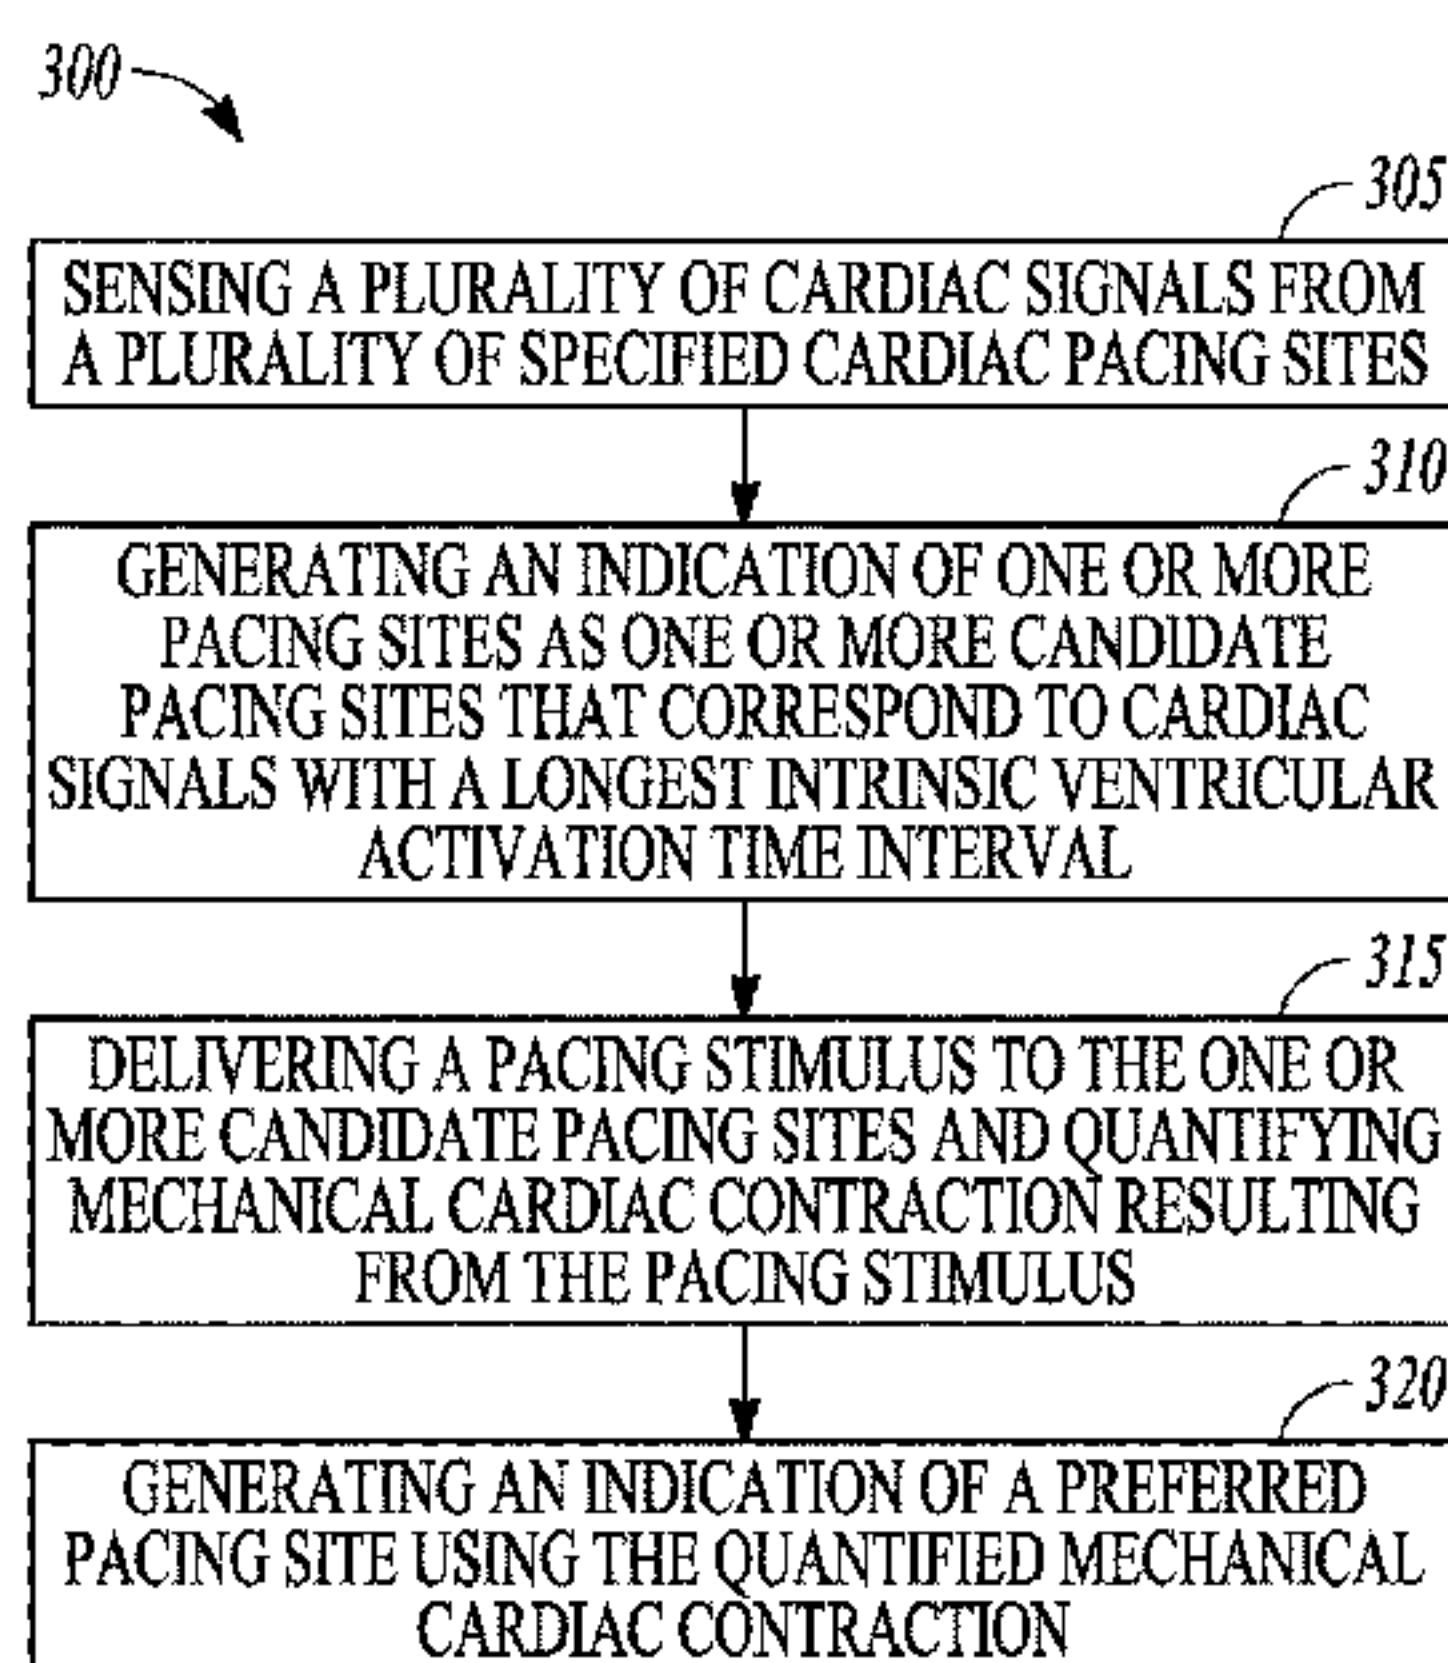 300
305
SENSING A PLURALITY OF CARDIAC SIGNALS FROM
A PLURALITY OF SPECIFIED CARDIAC PACING SITES
310
GENERATING AN INDICATION OF ONE OR MORE
PACING SITES AS ONE OR MORE CANDIDATE
PACING SITES THAT CORRESPOND TO CARDIAC
SIGNALS WITH A LONGEST INTRINSIC VENTRICULAR
ACTIVATION TIME INTERVAL
315
DELIVERING A PACING STIMULUS TO THE ONE OR
MORE CANDIDATE PACING SITES AND QUANTIFYING
MECHANICAL CARDIAC CONTRACTION RESULTING
FROM THE PACING STIMULUS
320
GENERATING AN INDICATION OF A PREFERRED
PACING SITE USING THE QUANTIFIED MECHANICAL
CARDIAC CONTRACTION